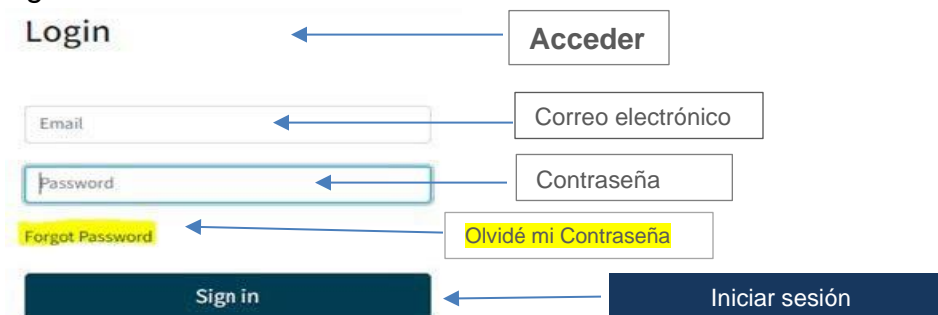 Login
Acceder
Email
Correo electrónico
Password
Contraseña
Forgot Password
Olvidé mi Contraseña
Sign in
Iniciar sesión